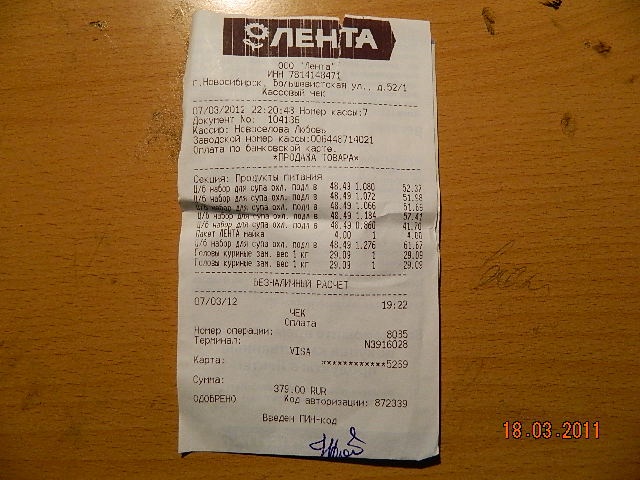 ЛЕНТА
ООО "Лента"
ИНН 7814148471
г.Новосибирск, Большевистская ул., д.52/1
Кассовый чек
07/03/2012 22:20:48 Номер кассы:7
Документ No: 104136
Кассир: Новоселова Любовь
Заводской номер кассы:006448714021
Оплата по банковской карте.
*ПРОДАЖА ТОВАРА*
Секция: Продукты питания
Ц/б набор для супа охл. подл в 48.49 1.080 52.37
Ц/б набор для супа охл. подл в 48.49 1.072 51.98
Ц/б набор для супа охл. подл в 48.49 1.066 51.69
Ц/б набор для супа охл. подл в 48.49 1.184 57.41
Ц/б набор для супа охл. подл в 48.49 0.860 41.70
Пакет ЛЕНТА майка 4.00 1 4.00
Ц/б набор для супа охл. подл в 48.49 1.276 61.87
Головы куриные зам. вес 1 кг 29.09 1 29.09
Головы куриные зам. вес 1 кг 29.09 1 29.09
БЕЗНАЛИЧНЫЙ РАСЧЕТ
07/03/12 19:22
ЧЕК
Оплата
Номер операции: 8085
Терминал: N3916028
VISA
Карта: ************5269
Сумма:
379.00 RUR
ОДОБРЕНО Код авторизации: 872339
Введен ПИН-код
18.03.2011